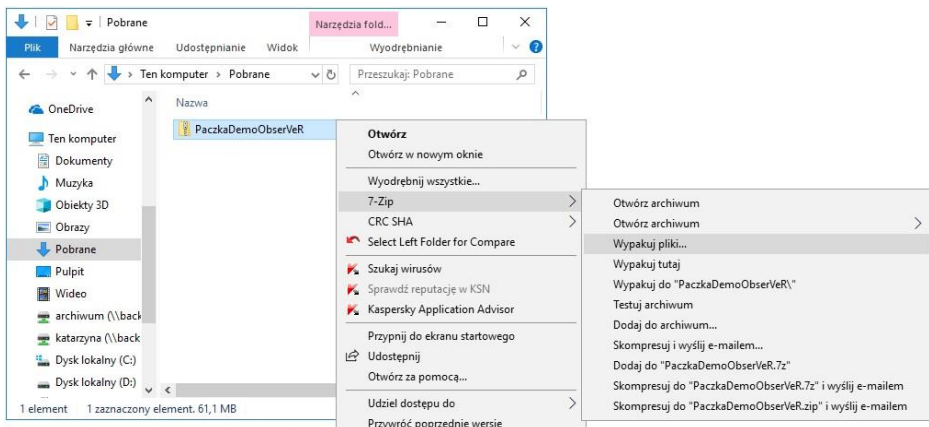 Pobrane
Narzędzia fold...
Plik
Narzędzia główne
Udostępnianie
Widok
Wyodrębnianie
Ten komputer > Pobrane
Przeszukaj: Pobrane
OneDrive
Ten komputer
Dokumenty
Muzyka
Obiekty 3D
Obrazy
Pobrane
Pulpit
Wideo
archiwum (\\back
katarzyna (\\back
Dysk lokalny (C:)
Dysk lokalny (D:)
Nazwa
PaczkaDemoObserVeR
1 element
1 zaznaczony element. 61,1 MB
Otwórz
Otwórz w nowym oknie
Wyodrębnij wszystkie...
7-Zip
CRC SHA
Select Left Folder for Compare
Szukaj wirusów
Sprawdź reputację w KSN
Kaspersky Application Advisor
Przypnij do ekranu startowego
Udostępnij
Otwórz za pomocą...
Udziel dostępu do
Przywróć poprzednie wersje
Otwórz archiwum
Otwórz archiwum
Wypakuj pliki...
Wypakuj tutaj
Wypakuj do "PaczkaDemoObserVeR\"
Testuj archiwum
Dodaj do archiwum...
Skompresuj i wyślij e-mailem...
Dodaj do "PaczkaDemoObserVeR.7z"
Skompresuj do "PaczkaDemoObserVeR.7z" i wyślij e-mailem
Skompresuj do "PaczkaDemoObserVeR.zip" i wyślij e-mailem